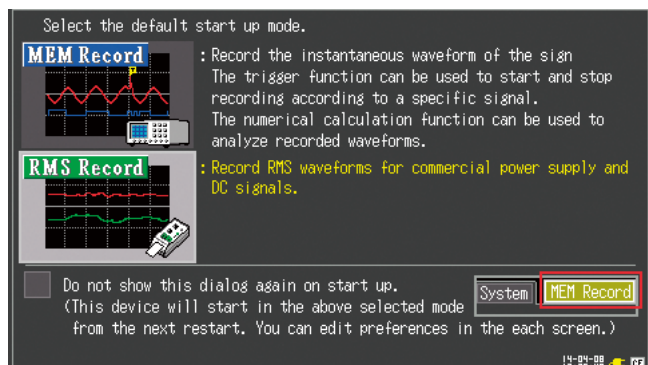 Select the default start up mode.
MEM Record
: Record the instantaneous waveform of the sign
The trigger function can be used to start and stop
recording according to a specific signal.
The numerical calculation function can be used to
analyze recorded waveforms.
RMS Record
: Record RMS waveforms for commercial power supply and
DC signals.
Do not show this dialog again on start up.
(This device will start in the above selected mode
from the next restart. You can edit preferences in the each screen.)
System
MEM Record
CF